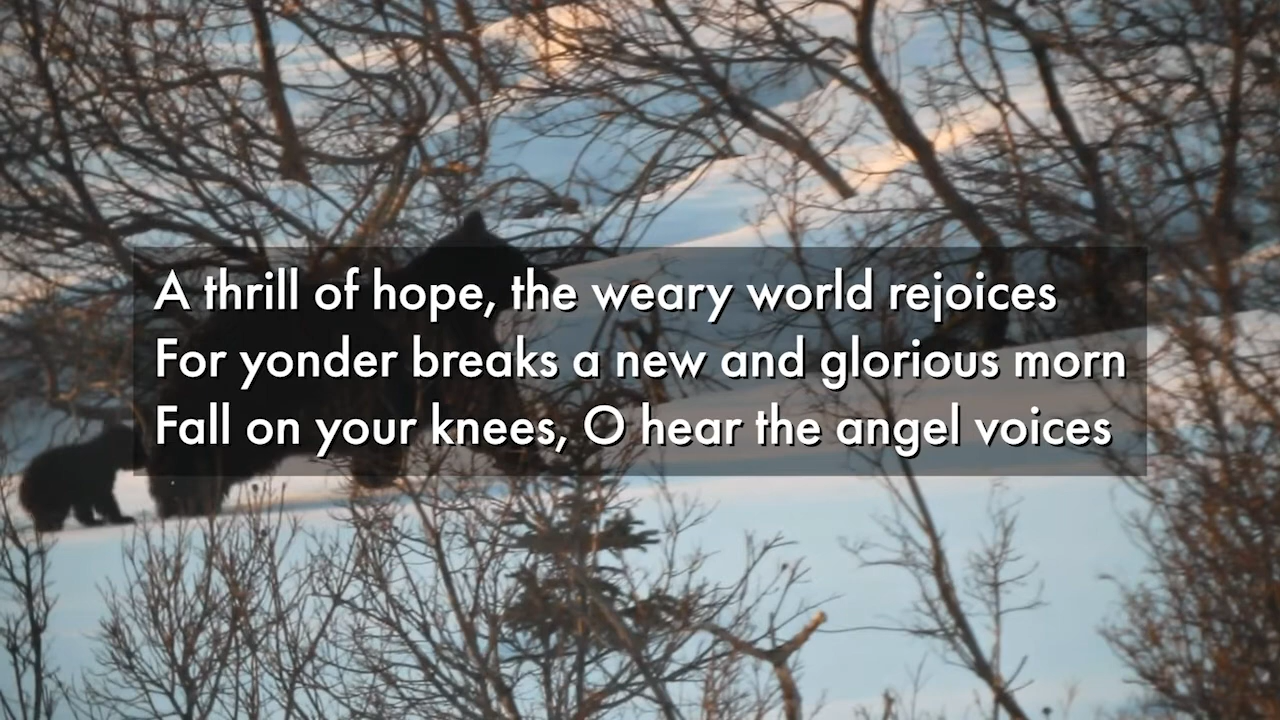 A thrill of hope, the weary world rejoices
For yonder breaks a new and glorious morn
Fall on your knees, O hear the angel voices